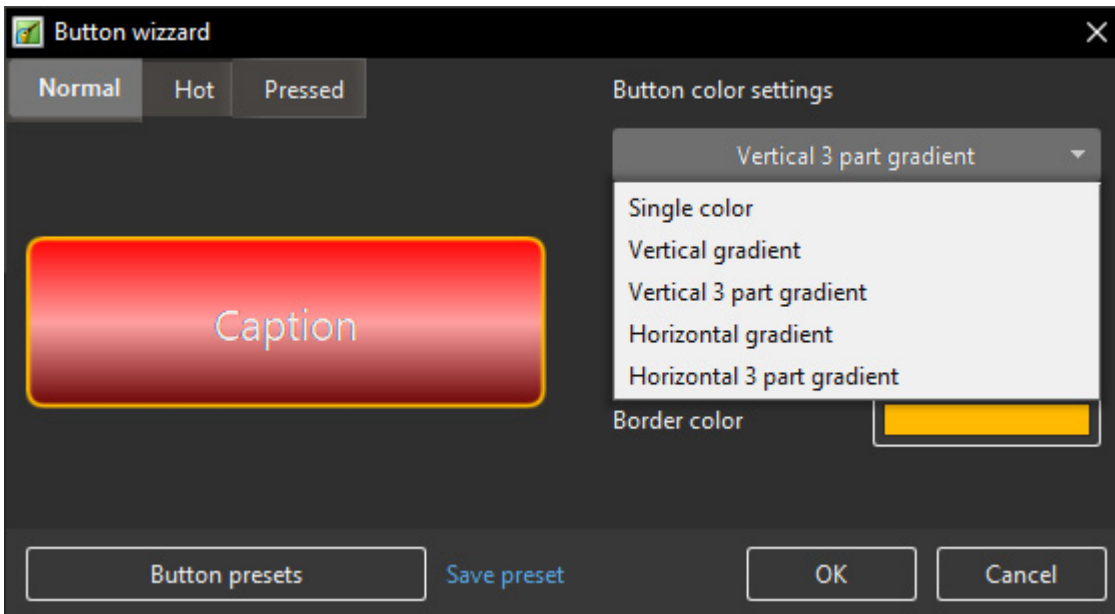 Button wizzard
Normal Hot Pressed
Button color settings
Vertical 3 part gradient
Single color
Vertical gradient
Vertical 3 part gradient
Horizontal gradient
Horizontal 3 part gradient
Caption
Border color
Button presets Save preset OK Cancel